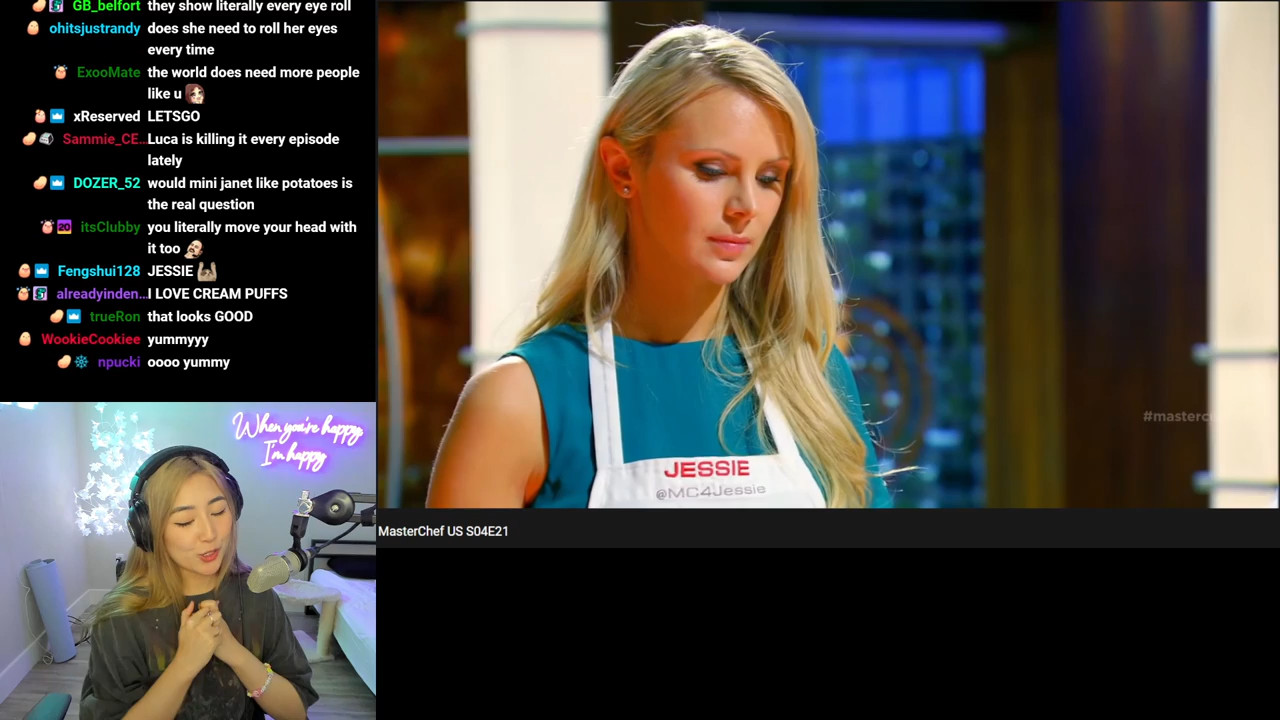 GB_belfort they show literally every eye roll
ohitsjustrandy does she need to roll her eyes
every time
ExooMate the world does need more people
like u
xReserved LETSGO
Sammie_CE... Luca is killing it every episode
lately
DOZER_52 would mini janet like potatoes is
the real question
20 itsClubby you literally move your head with
it too
Fengshui128 JESSIE
alreadyinden... I LOVE CREAM PUFFS
trueRon that looks GOOD
WookieCookiee yummyyy
npucki oooo yummy
When you're happy,
I'm happy
#masterc
JESSIE
@MC4Jessie
MasterChef US S04E21